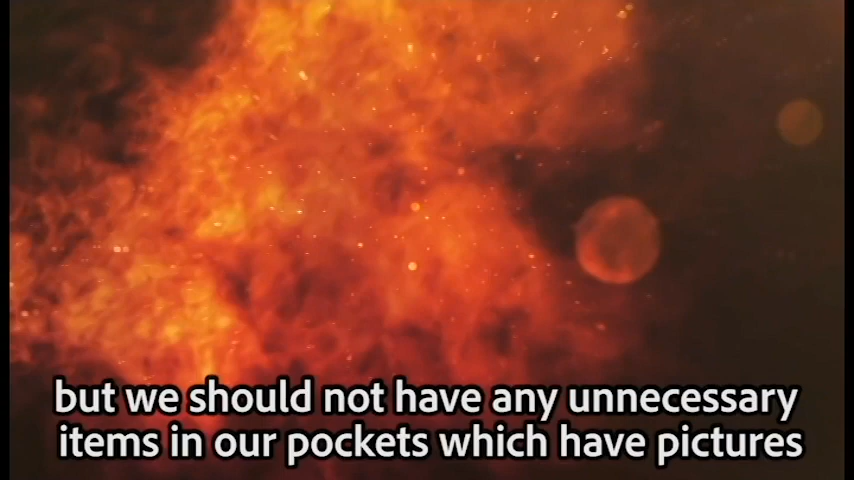 but we should not have any unnecessary
items in our pockets which have pictures